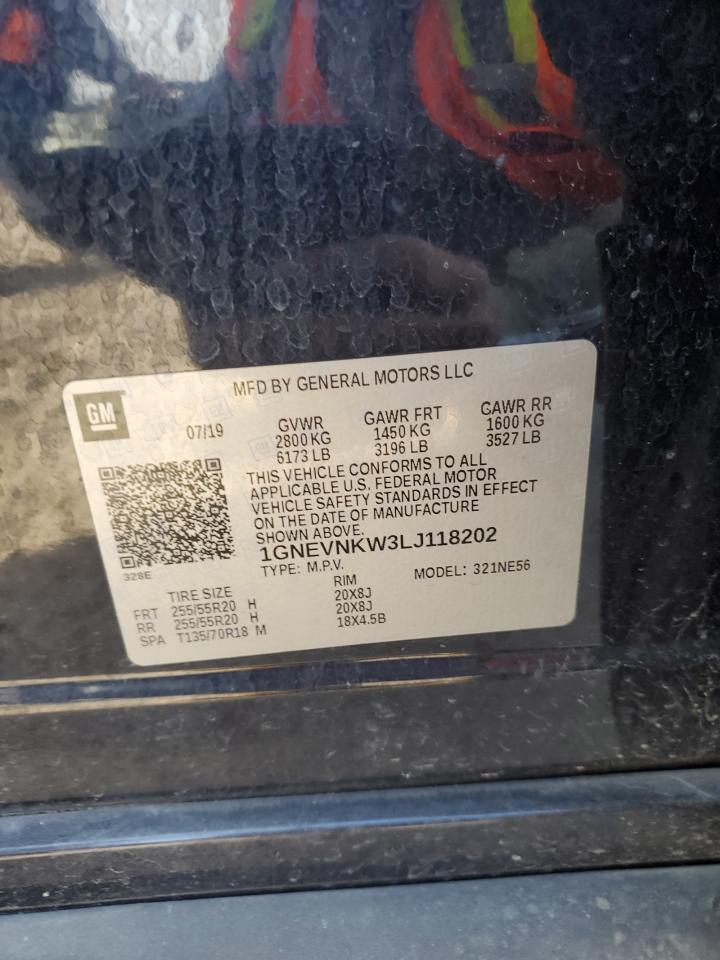 MFD BY GENERAL MOTORS LLC
GM
07/19 GVWR GAWR FRT GAWR RR
2800 KG 1450 KG 1600 KG
6173 LB 3196 LB 3527 LB
THIS VEHICLE CONFORMS TO ALL
APPLICABLE U.S. FEDERAL MOTOR
VEHICLE SAFETY STANDARDS IN EFFECT
ON THE DATE OF MANUFACTURE
SHOWN ABOVE.
1GNEVNKW3LJ118202
328E TYPE: M.P.V. MODEL: 321NE56
TIRE SIZE RIM
FRT 255/55R20 H 20X8J
RR 255/55R20 H 20X8J
SPA T135/70R18 M 18X4.5B